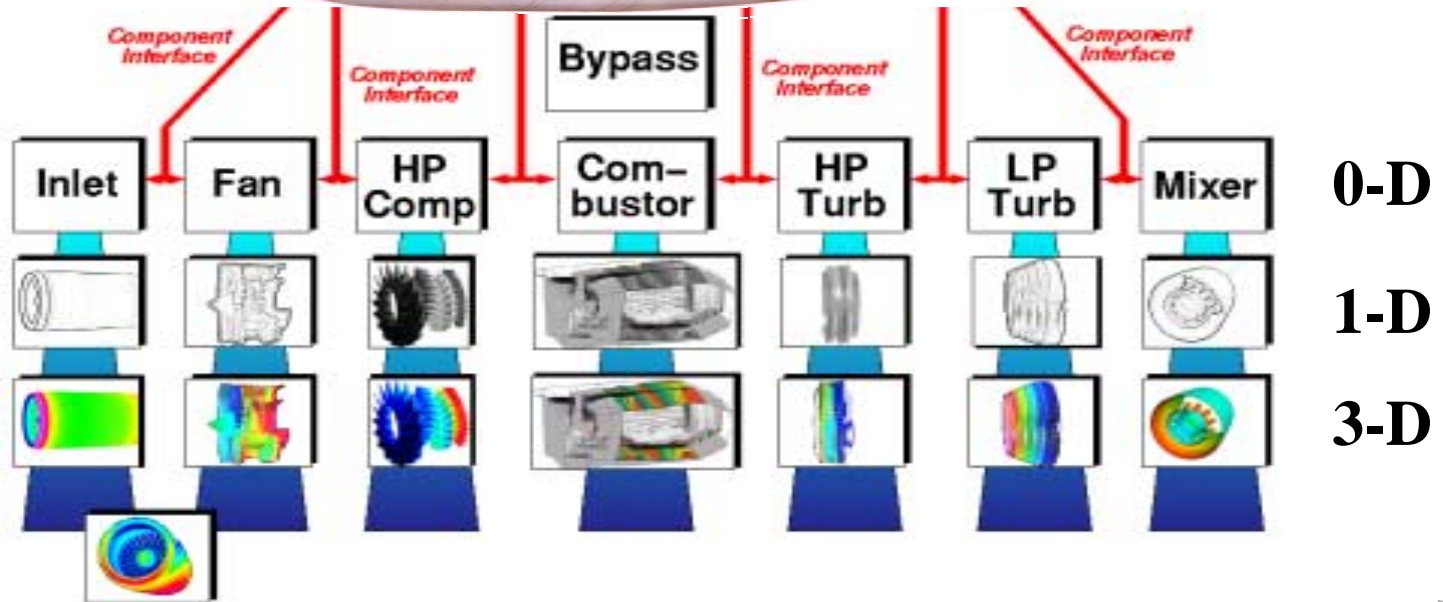 Component
Interface
Component
Interface
Bypass
Component
Interface
Component
Interface
Inlet
Fan
HP
Comp
Com–
bustor
HP
Turb
LP
Turb
Mixer
0-D
1-D
3-D